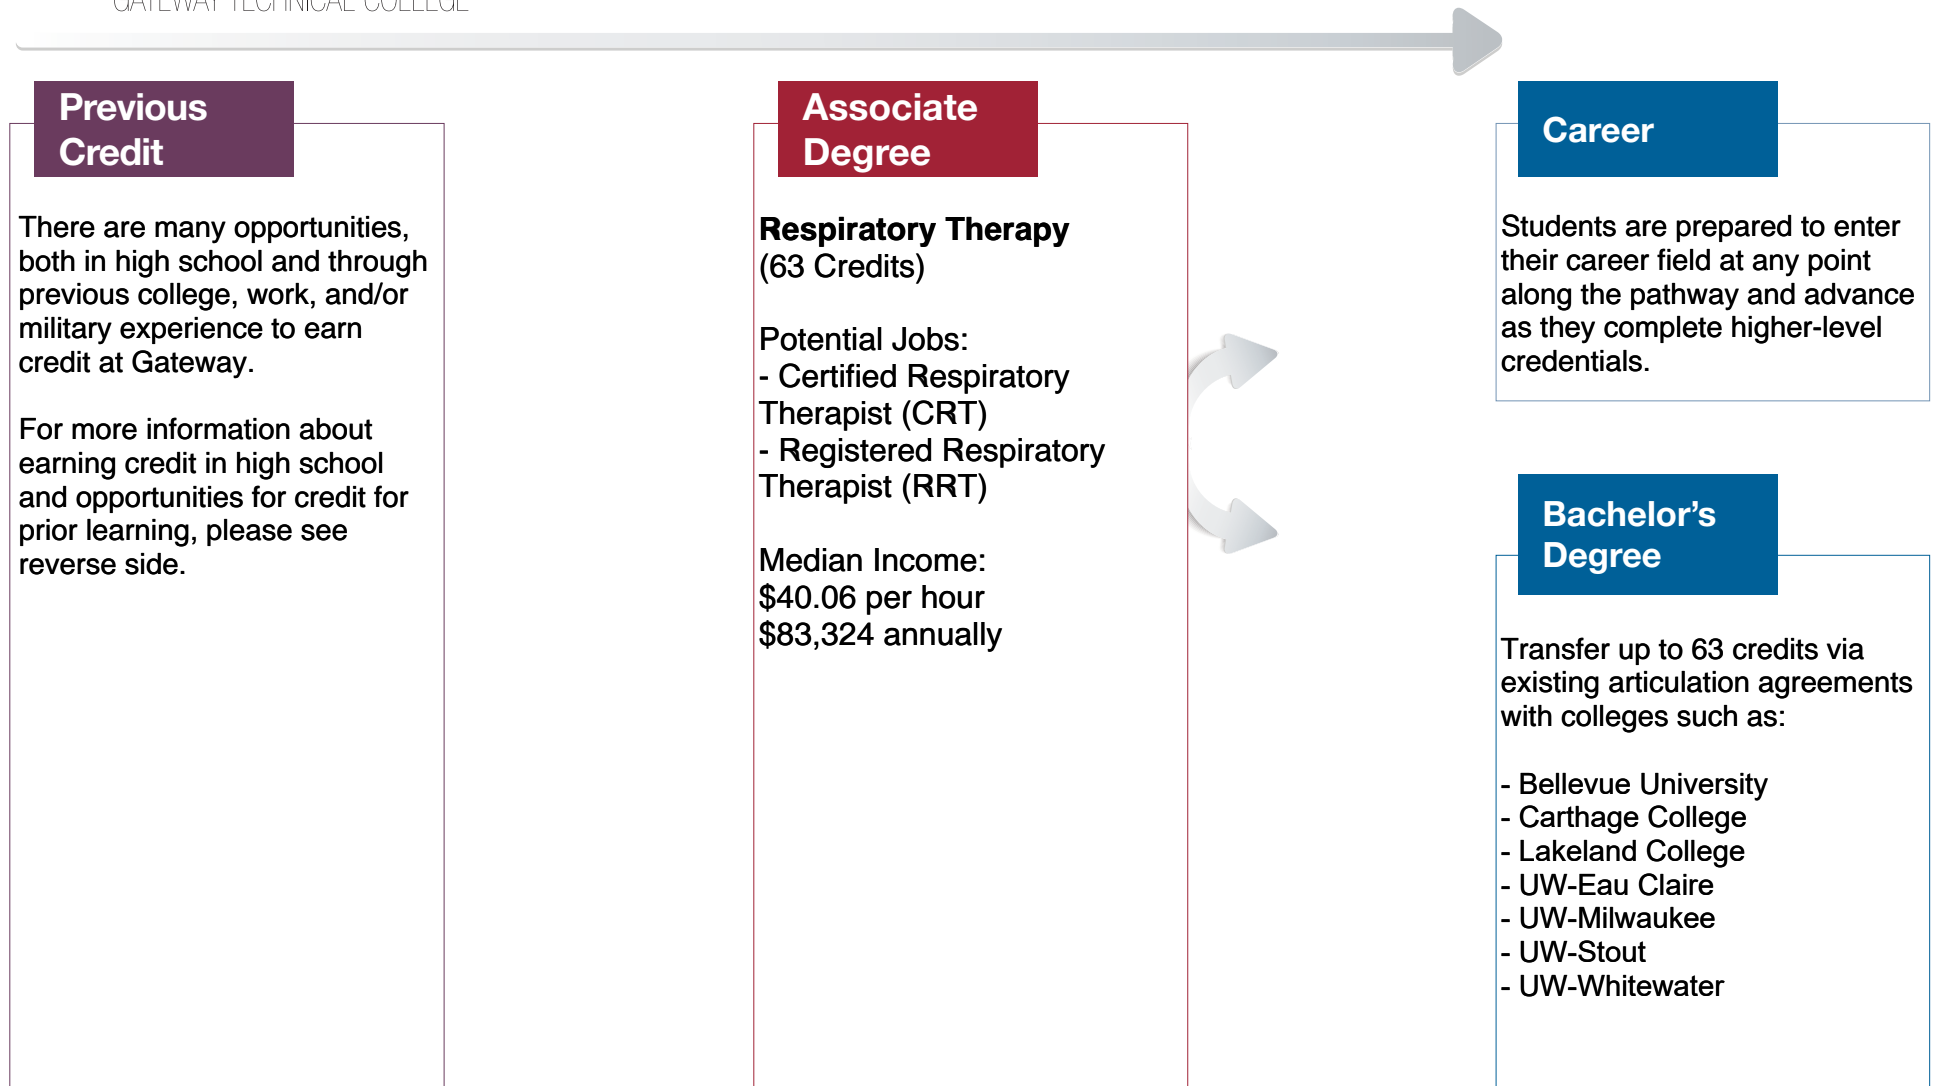 GATEWAY TECHNICAL COLLEGE
Previous
Credit
There are many opportunities,
both in high school and through
previous college, work, and/or
military experience to earn
credit at Gateway.
For more information about
earning credit in high school
and opportunities for credit for
prior learning, please see
reverse side.
Associate
Degree
Respiratory Therapy
(63 Credits)
Potential Jobs:
- Certified Respiratory
Therapist (CRT)
- Registered Respiratory
Therapist (RRT)
Median Income:
$40.06 per hour
$83,324 annually
Career
Students are prepared to enter
their career field at any point
along the pathway and advance
as they complete higher-level
credentials.
Bachelor’s
Degree
Transfer up to 63 credits via
existing articulation agreements
with colleges such as:
- Bellevue University
- Carthage College
- Lakeland College
- UW-Eau Claire
- UW-Milwaukee
- UW-Stout
- UW-Whitewater